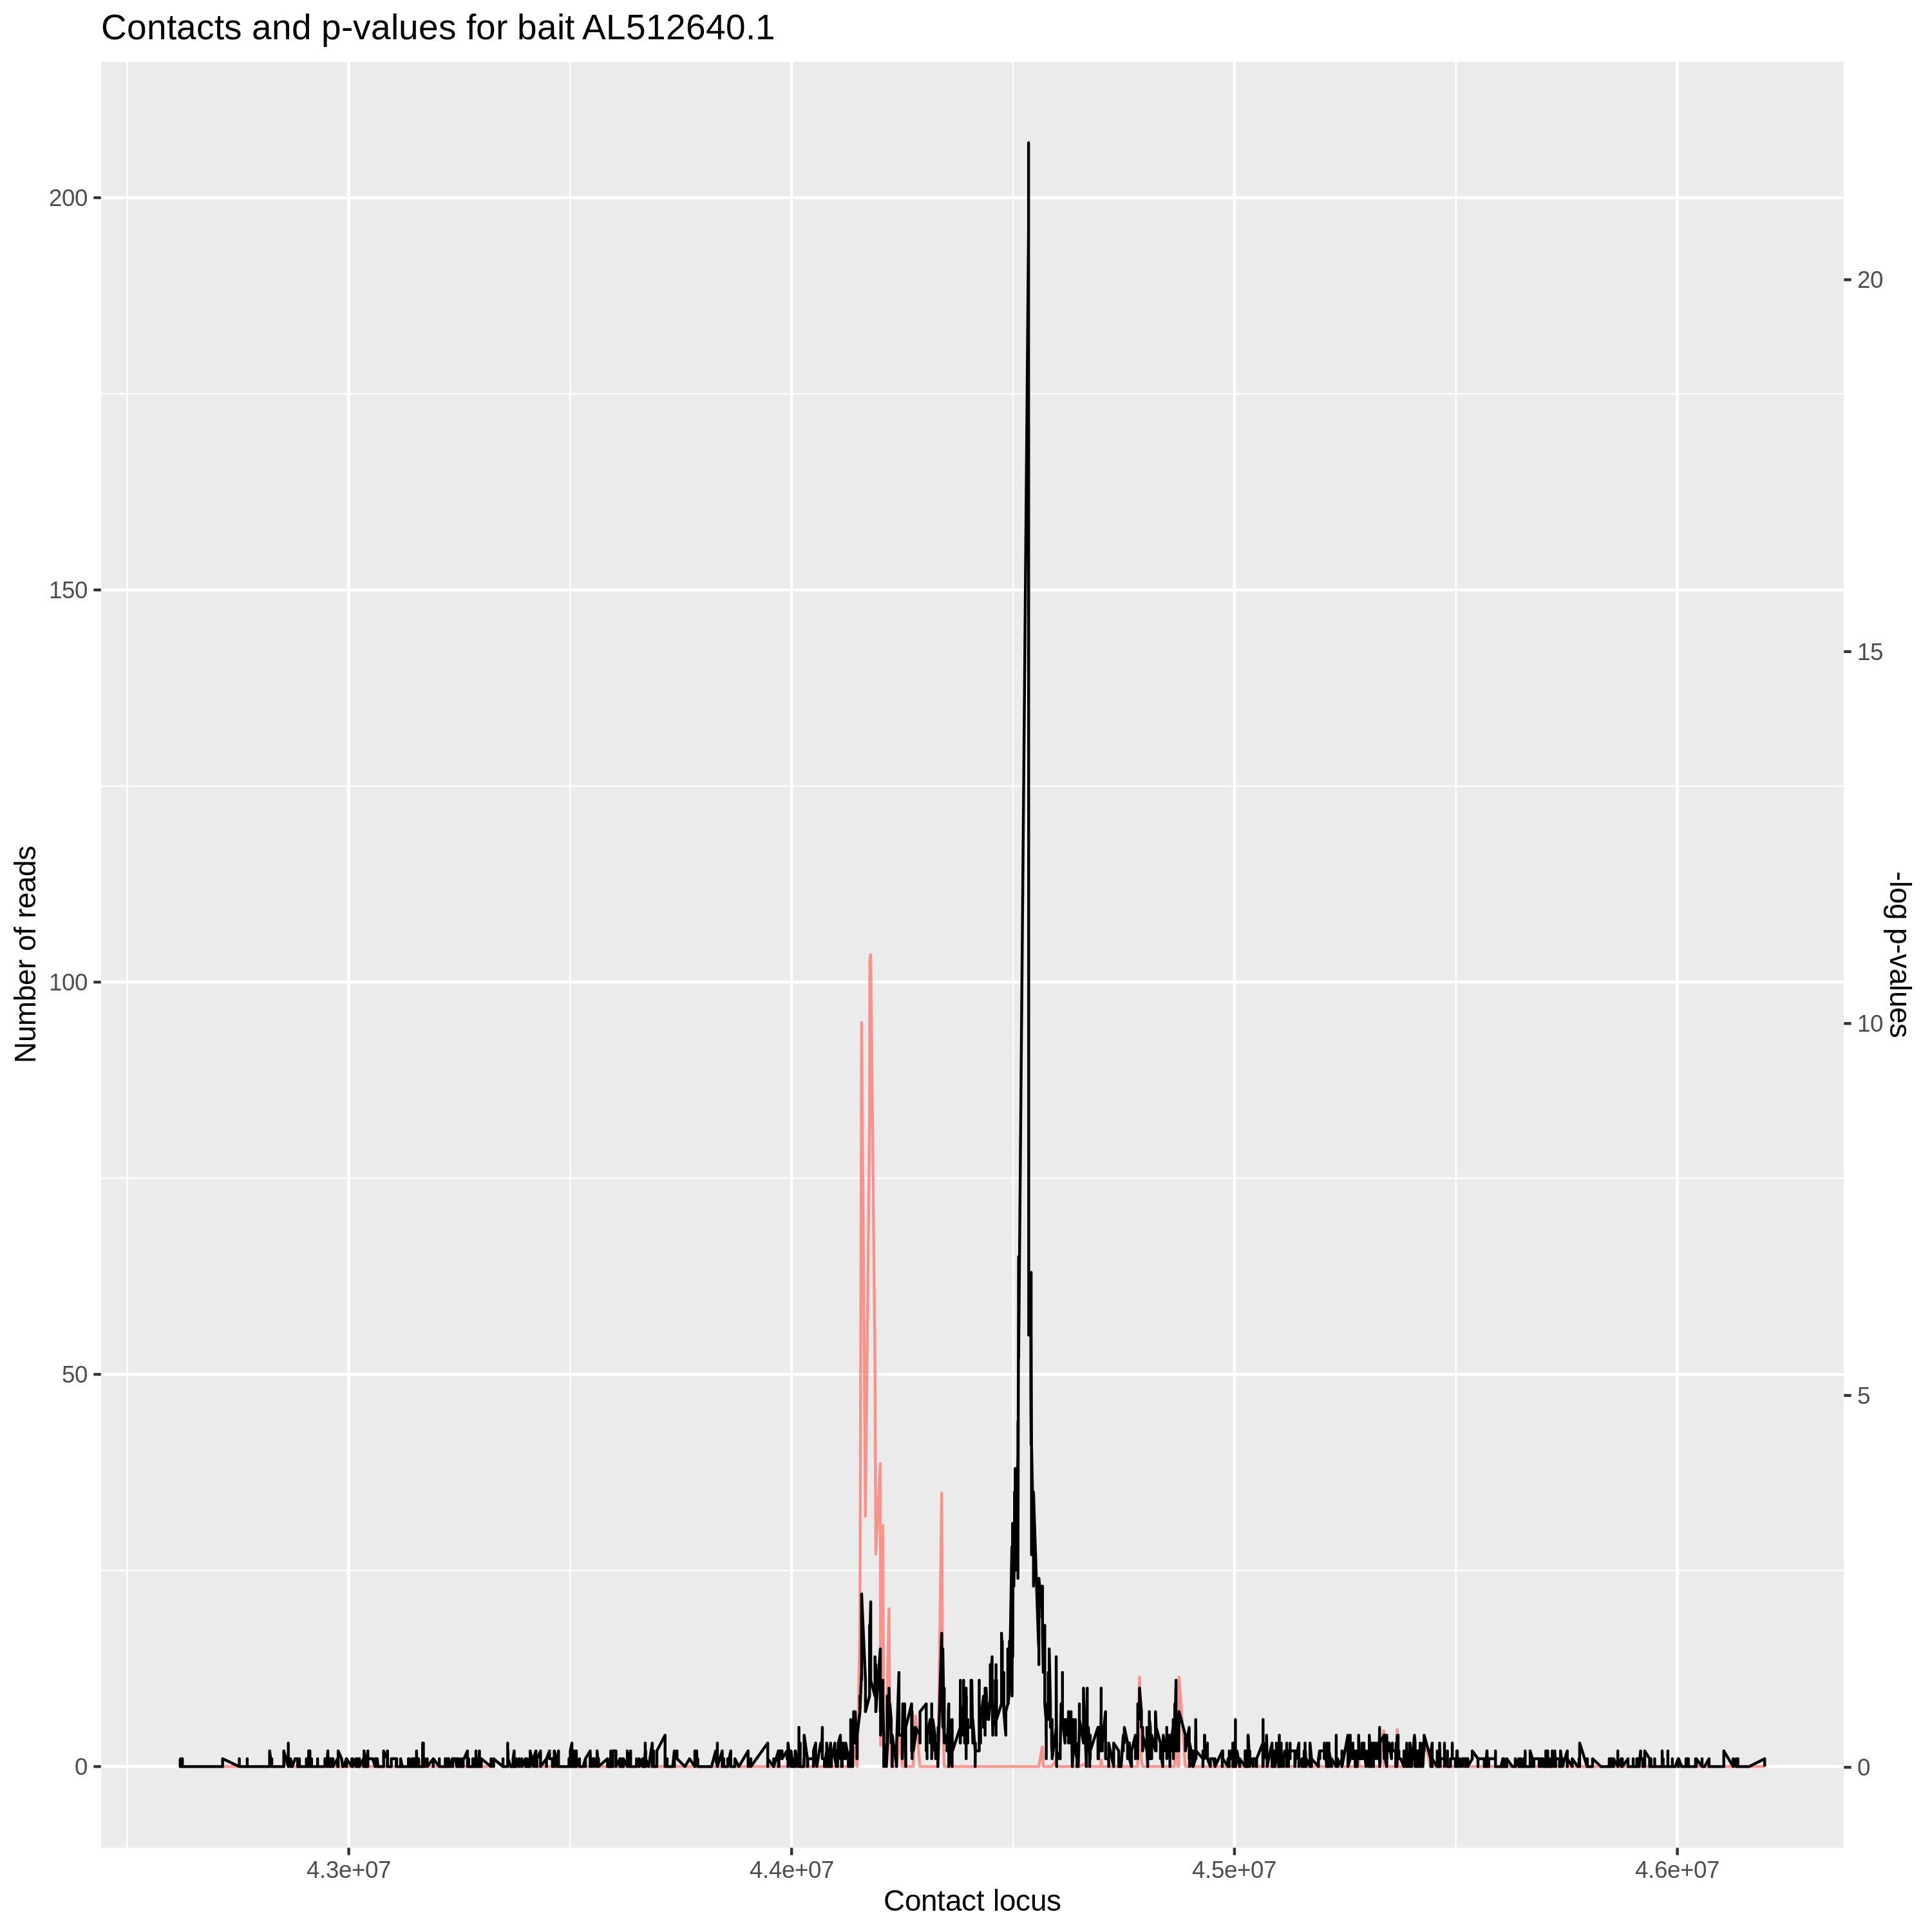 Contacts and p-values for bait AL512640.1
200
150
100
50
0
Number of reads
20
15
10
5
0
-log p-values
4.3e+07
4.4e+07
4.5e+07
4.6e+07
Contact locus